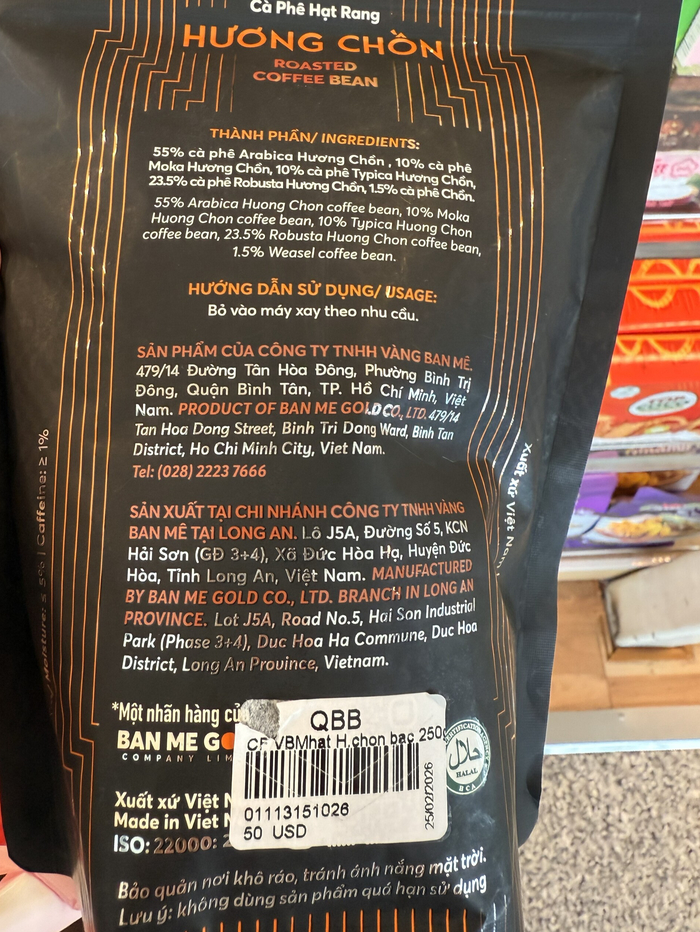 Cà Phê Hạt Rang
HƯƠNG CHỒN
ROASTED
COFFEE BEAN
THÀNH PHẦN/ INGREDIENTS:
55% cà phê Arabica Hương Chồn , 10% cà phê
Moka Hương Chồn, 10% cà phê Typica Hương Chồn,
23.5% cà phê Robusta Hương Chồn, 1.5% cà phê Chồn.
55% Arabica Huong Chon coffee bean, 10% Moka
Huong Chon coffee bean, 10% Typica Huong Chon
coffee bean, 23.5% Robusta Huong Chon coffee bean,
1.5% Weasel coffee bean.
HƯỚNG DẪN SỬ DỤNG/ USAGE:
Bỏ vào máy xay theo nhu cầu.
SẢN PHẨM CỦA CÔNG TY TNHH VÀNG BAN MÊ.
479/14 Đường Tân Hòa Đông, Phường Bình Trị
Đông, Quận Bình Tân, TP. Hồ Chí Minh, Việt
Nam. PRODUCT OF BAN ME GOLD CO., LTD. 479/14
Tan Hoa Dong Street, Binh Tri Dong Ward, Binh Tan
District, Ho Chi Minh City, Viet Nam.
Tel: (028) 2223 7666
SẢN XUẤT TẠI CHI NHÁNH CÔNG TY TNHH VÀNG
BAN MÊ TẠI LONG AN. Lô J5A, Đường Số 5, KCN
Hải Sơn (GĐ 3+4), Xã Đức Hòa Hạ, Huyện Đức
Hòa, Tỉnh Long An, Việt Nam. MANUFACTURED
BY BAN ME GOLD CO., LTD. BRANCH IN LONG AN
PROVINCE. Lot J5A, Road No.5, Hai Son Industrial
Park (Phase 3+4), Duc Hoa Ha Commune, Duc Hoa
District, Long An Province, Vietnam.
*Một nhãn hàng của
BAN ME GO
COMPANY LIM
QBB
CF VBMhat H.chon bac 250g
01113151026
50 USD
25/02/2026
CERTIFICATION AGENCY
حلال
HALAL
HCA
Xuất xứ Việt N
Made in Viet N
ISO: 22000: 2
Bảo quản nơi khô ráo, tránh ánh nắng mặt trời.
Lưu ý: không dùng sản phẩm quá hạn sử dụng
Moisture: ≤ 5% | Caffeine: ≥ 1%
Xuất xứ Việt Nam